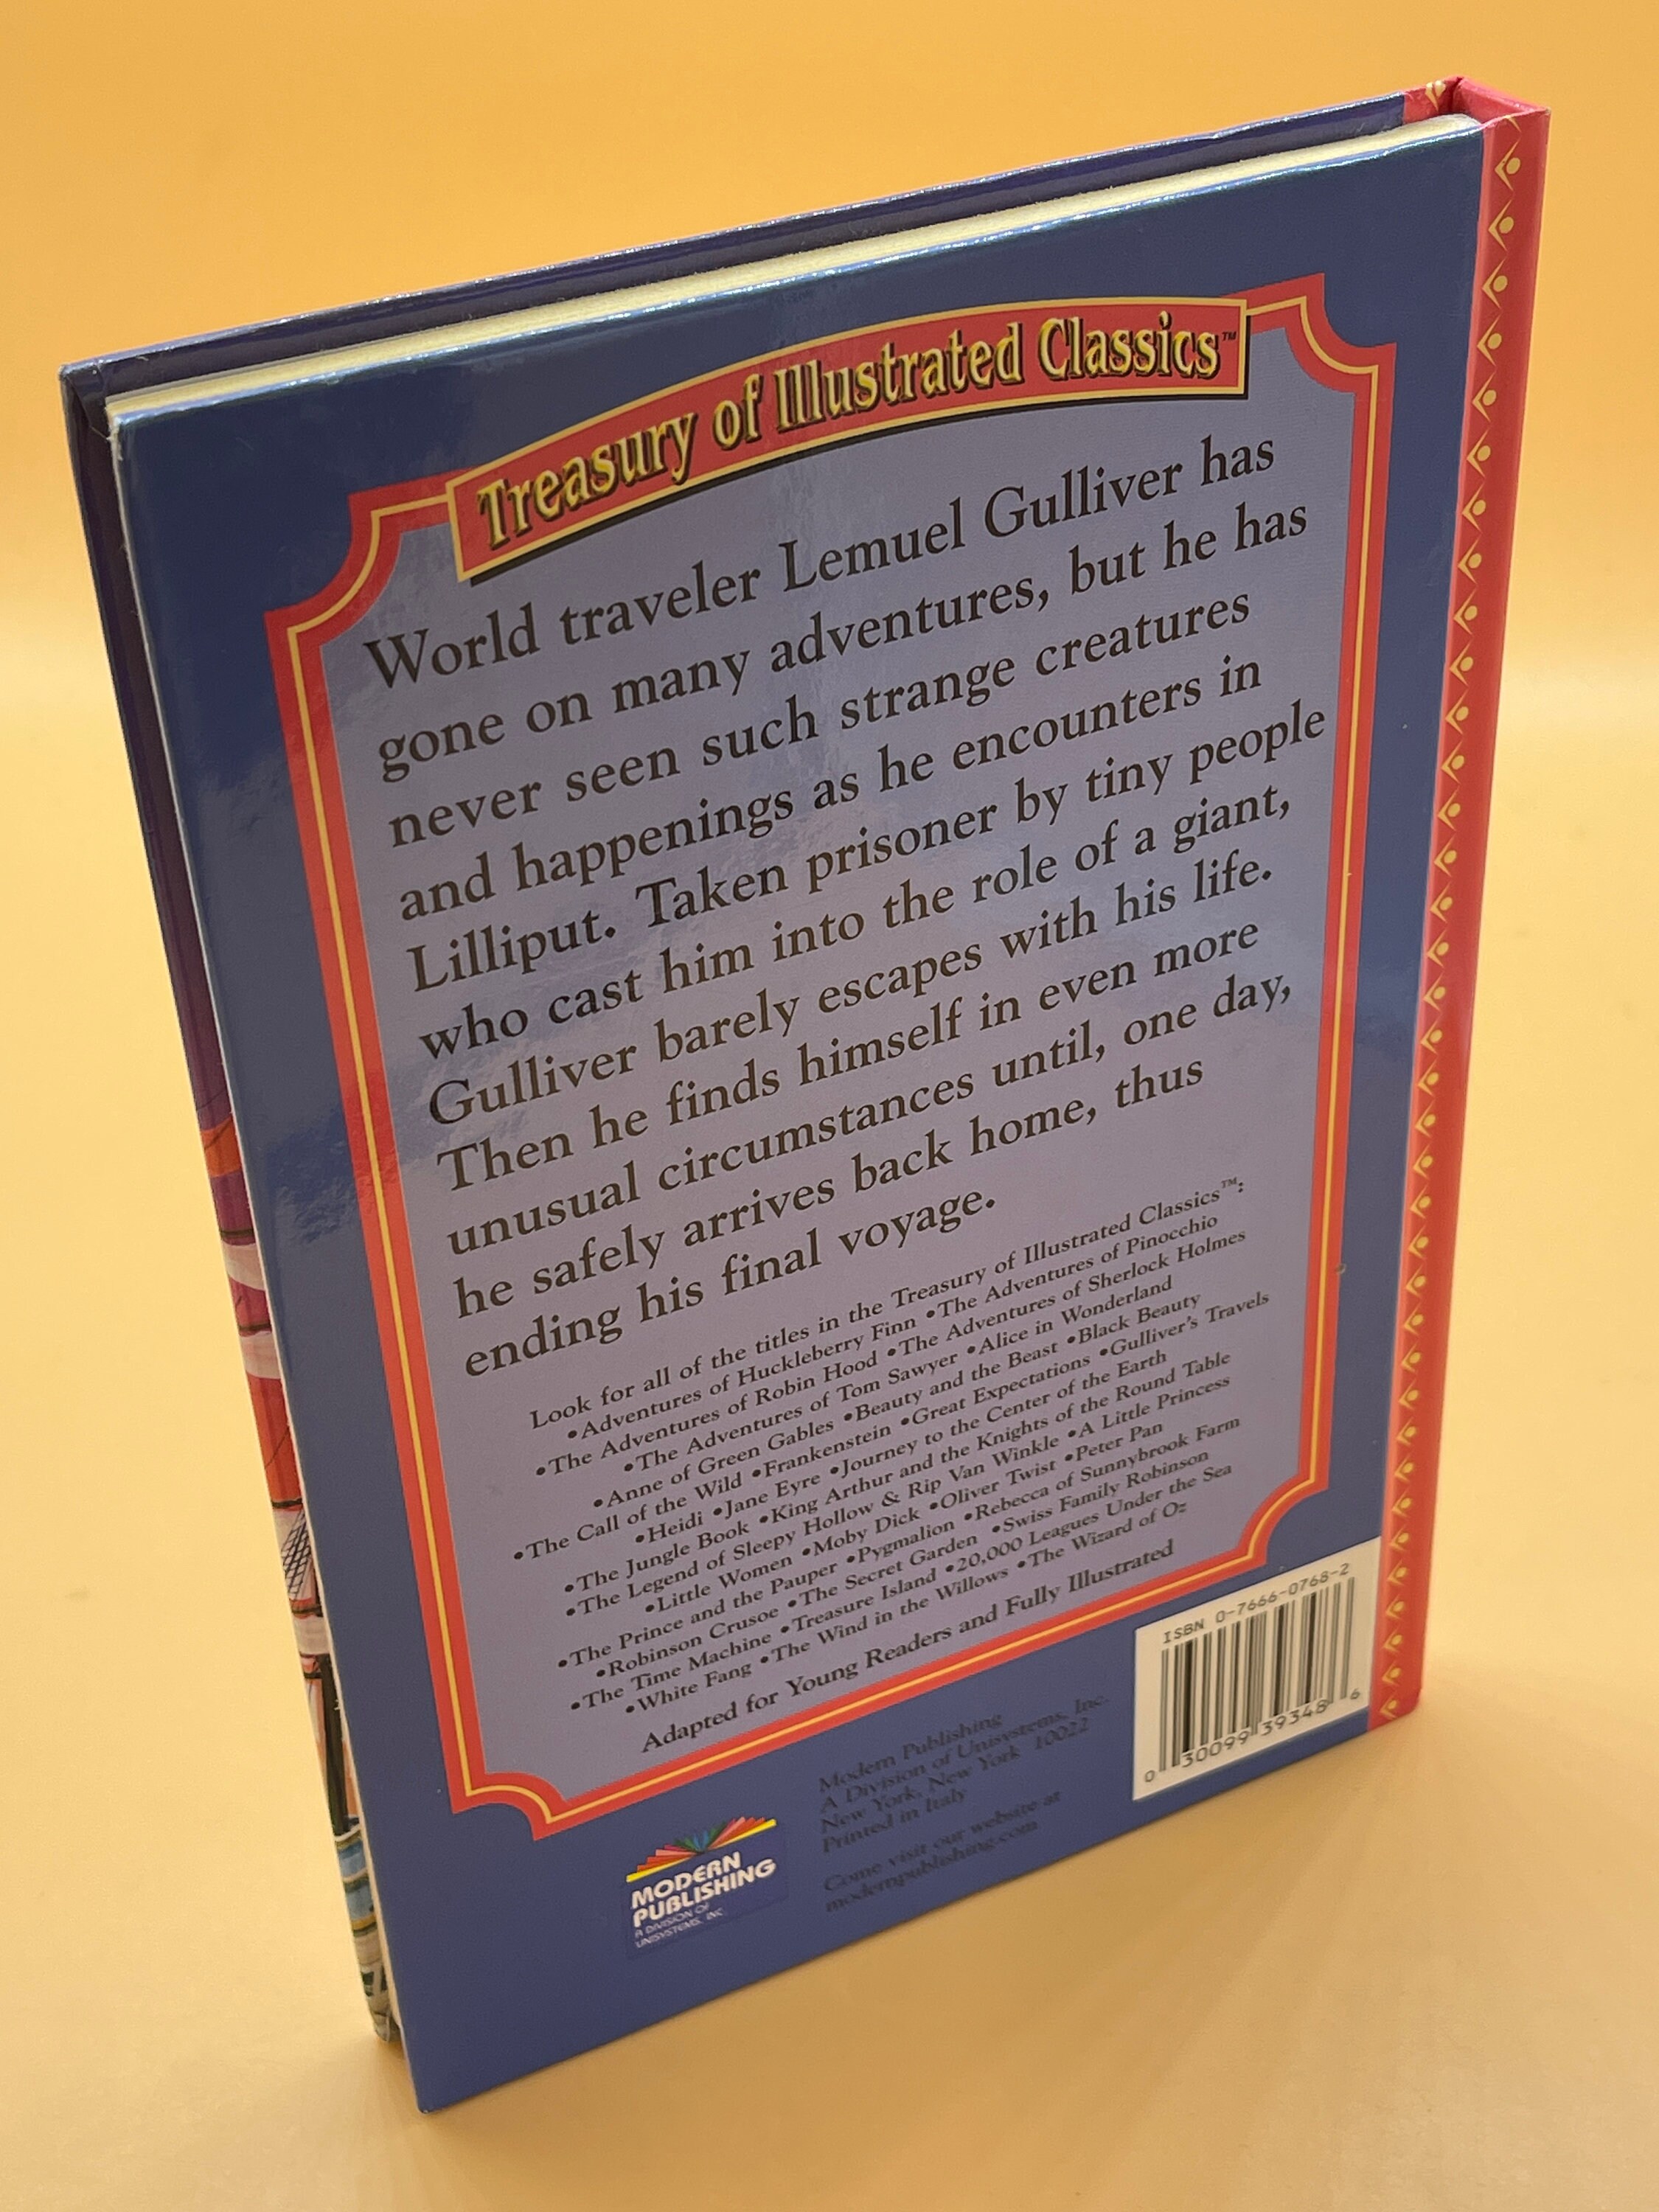 Treasury of Illustrated Classics™
World traveler Lemuel Gulliver has
gone on many adventures, but he has
never seen such strange creatures
and happenings as he encounters in
Lilliput. Taken prisoner by tiny people
who cast him into the role of a giant,
Gulliver barely escapes with his life.
Then he finds himself in even more
unusual circumstances until, one day,
he safely arrives back home, thus
ending his final voyage.
Look for all of the titles in the Treasury of Illustrated Classics™:
•Adventures of Huckleberry Finn •The Adventures of Pinocchio
•The Adventures of Robin Hood •The Adventures of Sherlock Holmes
•The Adventures of Tom Sawyer •Alice in Wonderland
•Anne of Green Gables •Beauty and the Beast •Black Beauty
•The Call of the Wild •Frankenstein •Great Expectations •Gulliver's Travels
•Heidi •Jane Eyre •Journey to the Center of the Earth
•The Jungle Book •King Arthur and the Knights of the Round Table
•The Legend of Sleepy Hollow & Rip Van Winkle •A Little Princess
•Little Women •Moby Dick •Oliver Twist •Peter Pan
•The Prince and the Pauper •Pygmalion •Rebecca of Sunnybrook Farm
•Robinson Crusoe •The Secret Garden •Swiss Family Robinson
•The Time Machine •Treasure Island •20,000 Leagues Under the Sea
•White Fang •The Wind in the Willows •The Wizard of Oz
Adapted for Young Readers and Fully Illustrated
MODERN
PUBLISHING
A DIVISION OF
UNISYSTEMS, INC
Modern Publishing
A Division of Unisystems, Inc.
New York, New York 10022
Printed in Italy
Come visit our website at
modernpublishing.com
ISBN 0-7666-0768-2
0 30099 39348 6